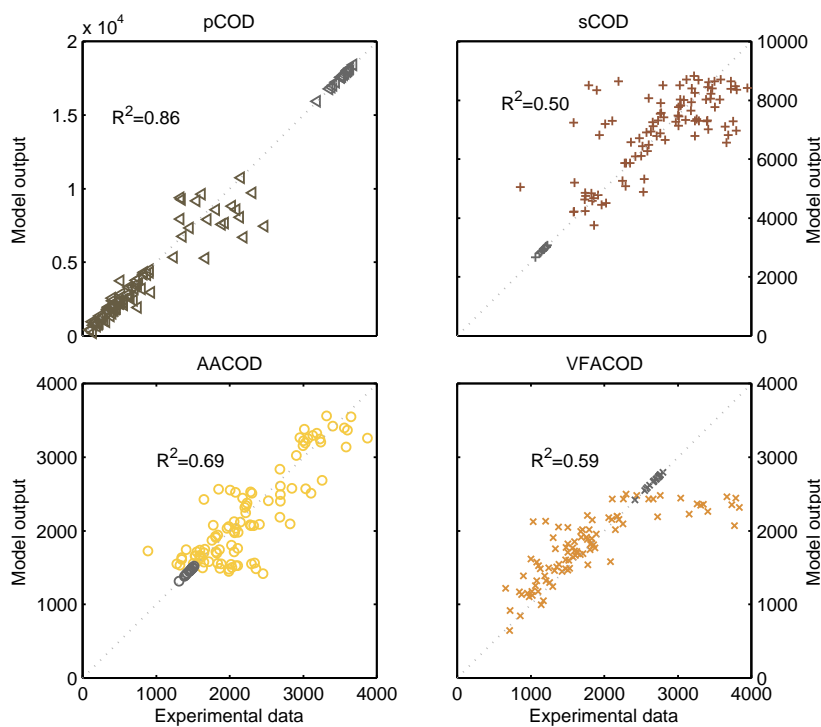 pCOD
x 10^4
2
1.5
1
0.5
0
Model output
R^2=0.86
sCOD
10000
8000
6000
4000
2000
0
Model output
R^2=0.50
AACOD
4000
3000
2000
1000
0
Model output
R^2=0.69
0 1000 2000 3000 4000
Experimental data
VFACOD
4000
3000
2000
1000
0
Model output
R^2=0.59
0 1000 2000 3000 4000
Experimental data